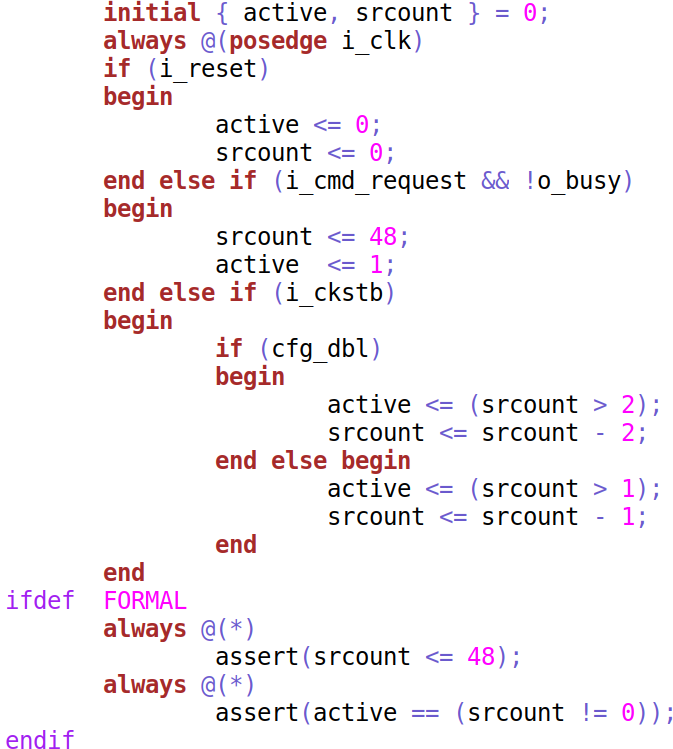 initial { active, srcount } = 0;
always @(posedge i_clk)
if (i_reset)
begin
active <= 0;
srcount <= 0;
end else if (i_cmd_request && !o_busy)
begin
srcount <= 48;
active  <= 1;
end else if (i_ckstb)
begin
if (cfg_dbl)
begin
active <= (srcount > 2);
srcount <= srcount - 2;
end else begin
active <= (srcount > 1);
srcount <= srcount - 1;
end
end
ifdef  FORMAL
always @(*)
assert(srcount <= 48);
always @(*)
assert(active == (srcount != 0));
endif